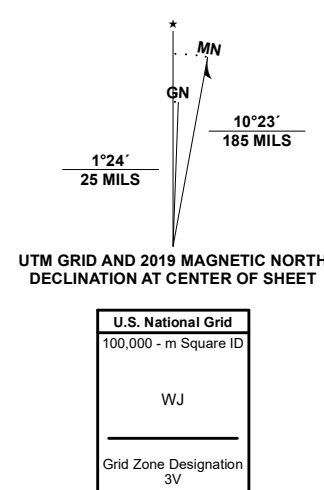 ★
MN
GN
10°23´
185 MILS
1°24´
25 MILS
UTM GRID AND 2019 MAGNETIC NORTH
DECLINATION AT CENTER OF SHEET
U.S. National Grid
100,000 - m Square ID
WJ
Grid Zone Designation
3V